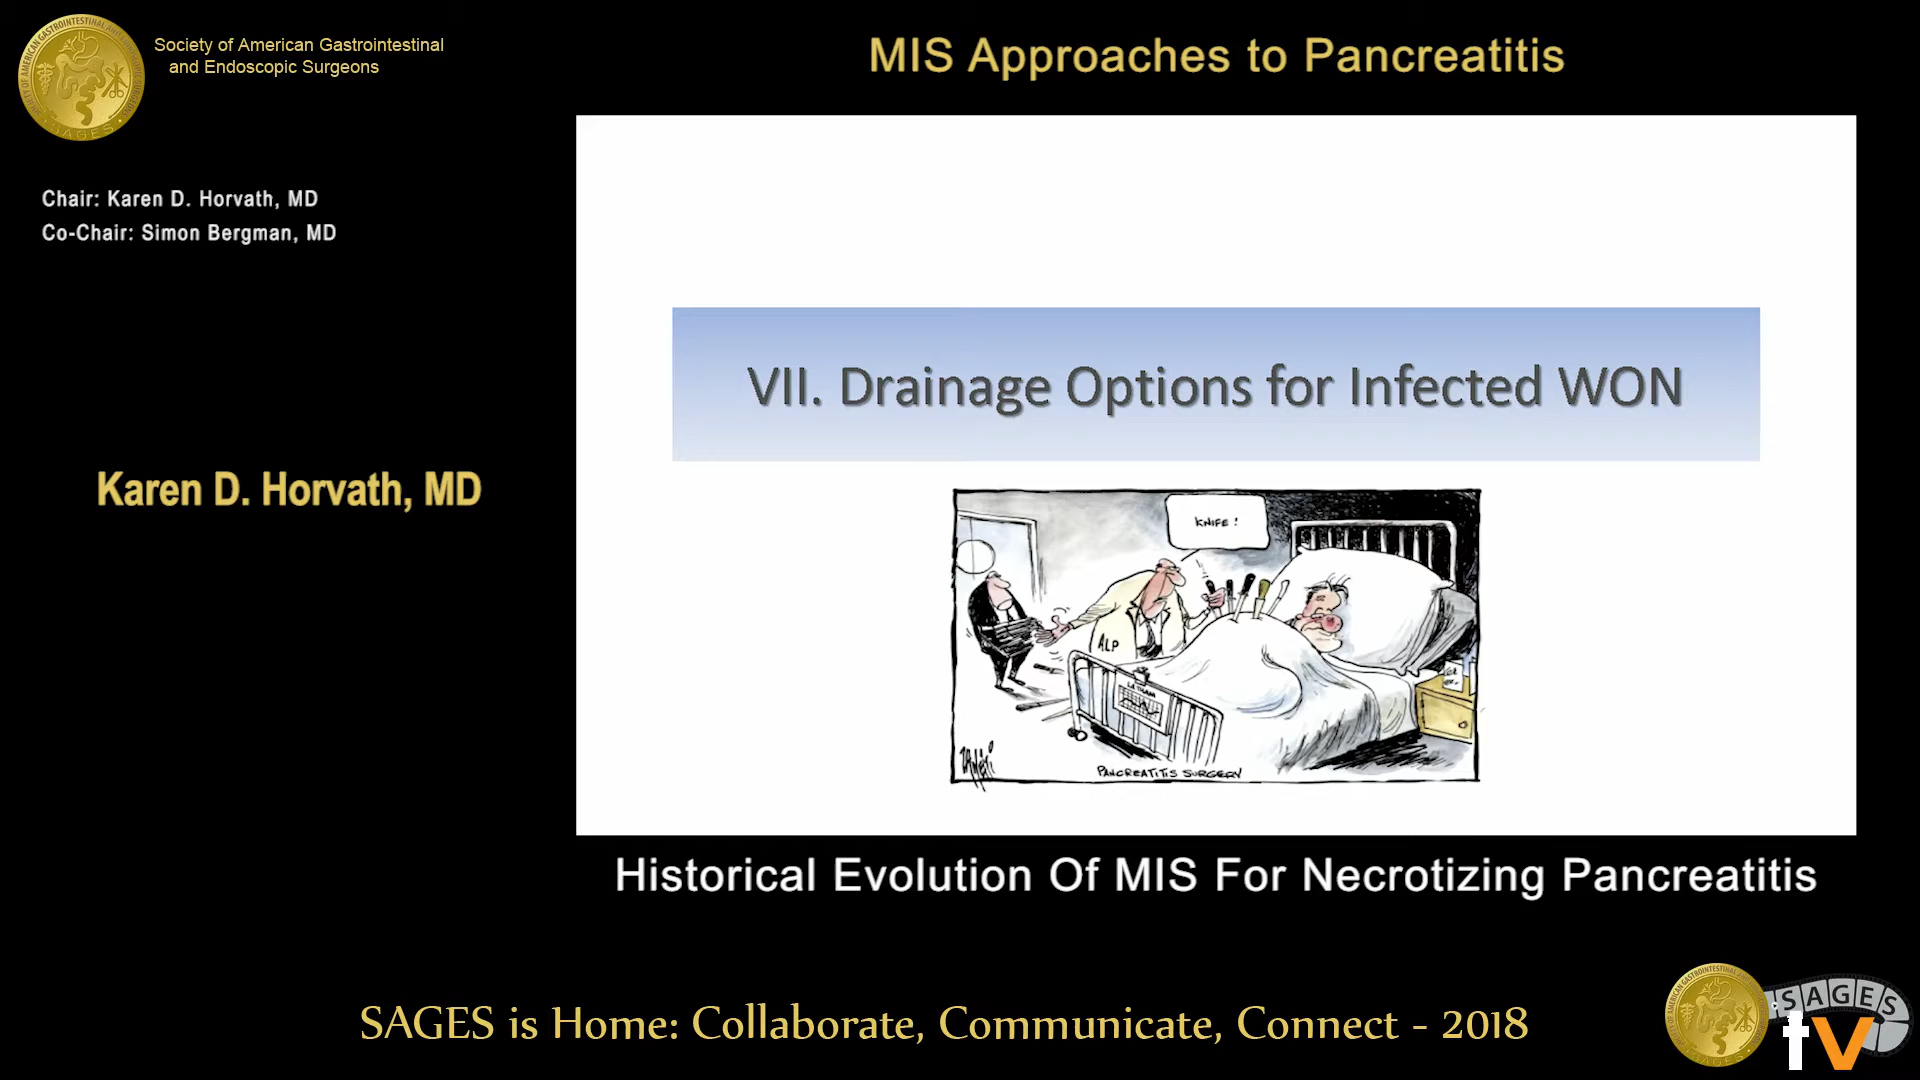 Society of American Gastrointestinal
and Endoscopic Surgeons
MIS Approaches to Pancreatitis
Chair: Karen D. Horvath, MD
Co-Chair: Simon Bergman, MD
Karen D. Horvath, MD
VII. Drainage Options for Infected WON
KNIFE!
ALP
PANCREATITIS SURGERY
Historical Evolution Of MIS For Necrotizing Pancreatitis
SAGES is Home: Collaborate, Communicate, Connect - 2018
SAGES
tv